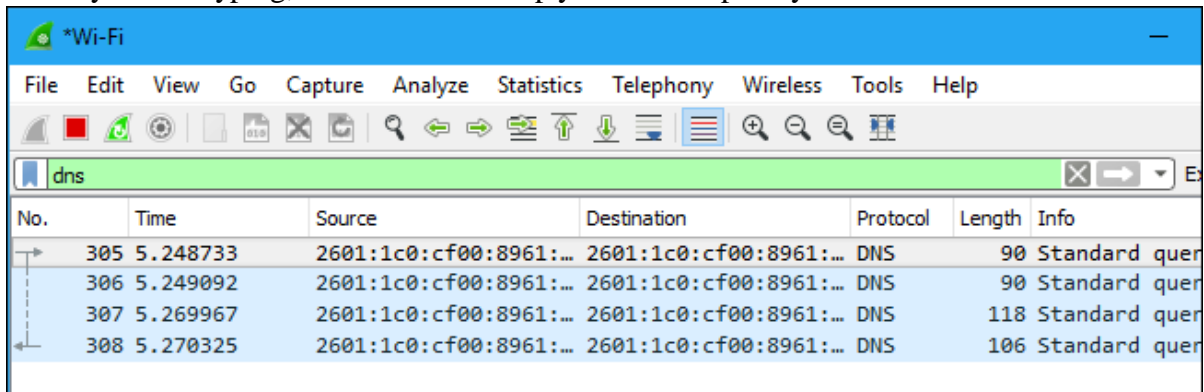 *Wi-Fi
File Edit View Go Capture Analyze Statistics Telephony Wireless Tools Help
dns
No. Time Source Destination Protocol Length Info
305 5.248733 2601:1c0:cf00:8961:… 2601:1c0:cf00:8961:… DNS 90 Standard quer
306 5.249092 2601:1c0:cf00:8961:… 2601:1c0:cf00:8961:… DNS 90 Standard quer
307 5.269967 2601:1c0:cf00:8961:… 2601:1c0:cf00:8961:… DNS 118 Standard quer
308 5.270325 2601:1c0:cf00:8961:… 2601:1c0:cf00:8961:… DNS 106 Standard quer